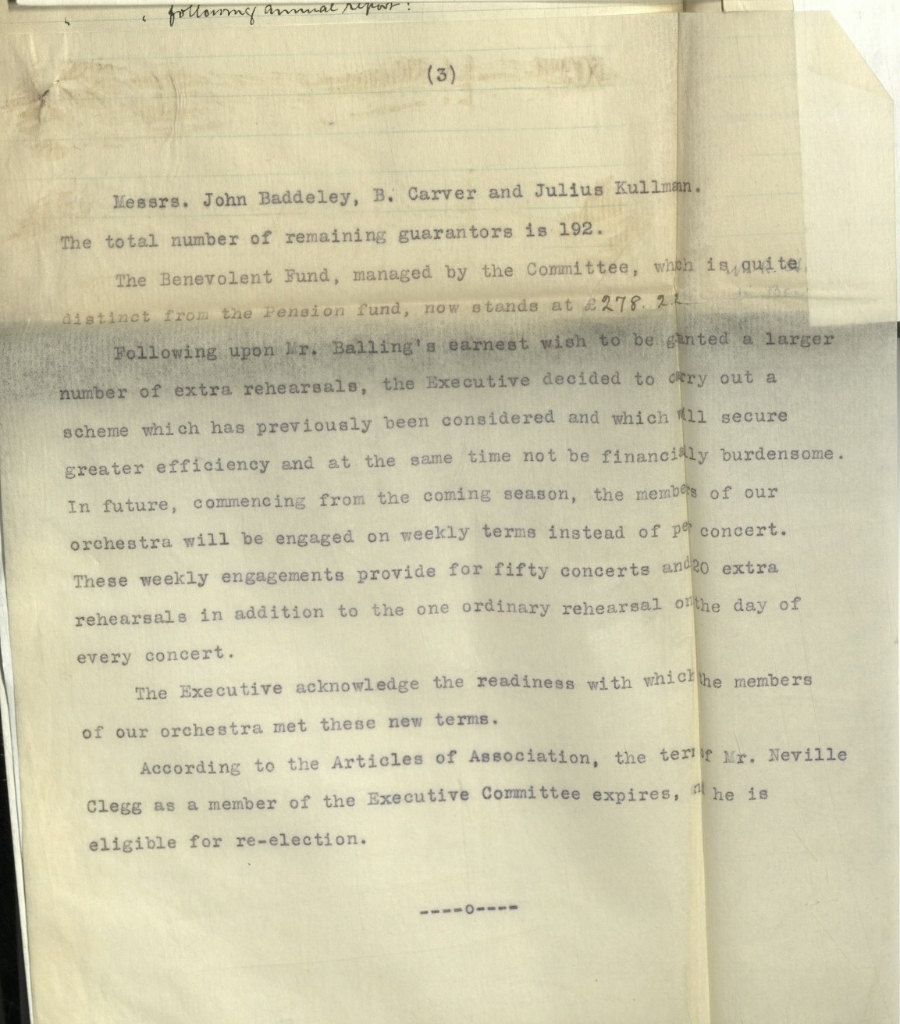 following annual report:
(3)
Messrs. John Baddeley, B. Carver and Julius Kullman.
The total number of remaining guarantors is 192.
The Benevolent Fund, managed by the Committee, which is quite
distinct from the Pension fund, now stands at £278. 2.
Following upon Mr. Balling's earnest wish to be granted a larger
number of extra rehearsals, the Executive decided to carry out a
scheme which has previously been considered and which will secure
greater efficiency and at the same time not be financially burdensome.
In future, commencing from the coming season, the members of our
orchestra will be engaged on weekly terms instead of per concert.
These weekly engagements provide for fifty concerts and 20 extra
rehearsals in addition to the one ordinary rehearsal on the day of
every concert.
The Executive acknowledge the readiness with which the members
of our orchestra met these new terms.
According to the Articles of Association, the term of Mr. Neville
Clegg as a member of the Executive Committee expires, and he is
eligible for re-election.
----o----